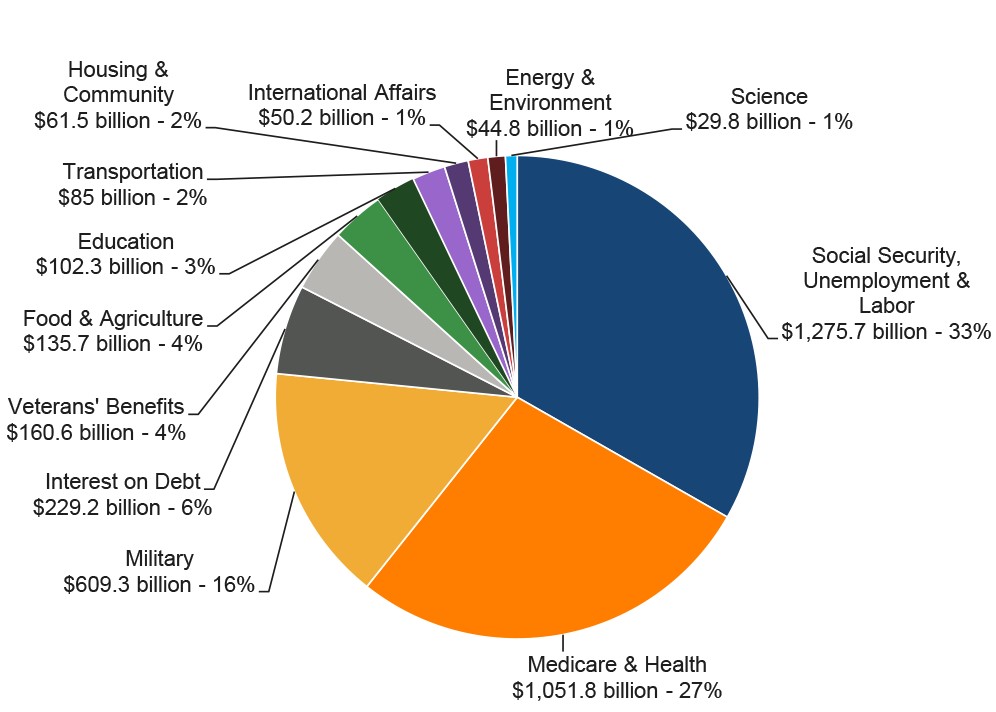 Housing &
Community
$61.5 billion - 2%
International Affairs
$50.2 billion - 1%
Energy &
Environment
$44.8 billion - 1%
Science
$29.8 billion - 1%
Transportation
$85 billion - 2%
Education
$102.3 billion - 3%
Social Security,
Unemployment &
Labor
$1,275.7 billion - 33%
Food & Agriculture
$135.7 billion - 4%
Veterans' Benefits
$160.6 billion - 4%
Interest on Debt
$229.2 billion - 6%
Military
$609.3 billion - 16%
Medicare & Health
$1,051.8 billion - 27%